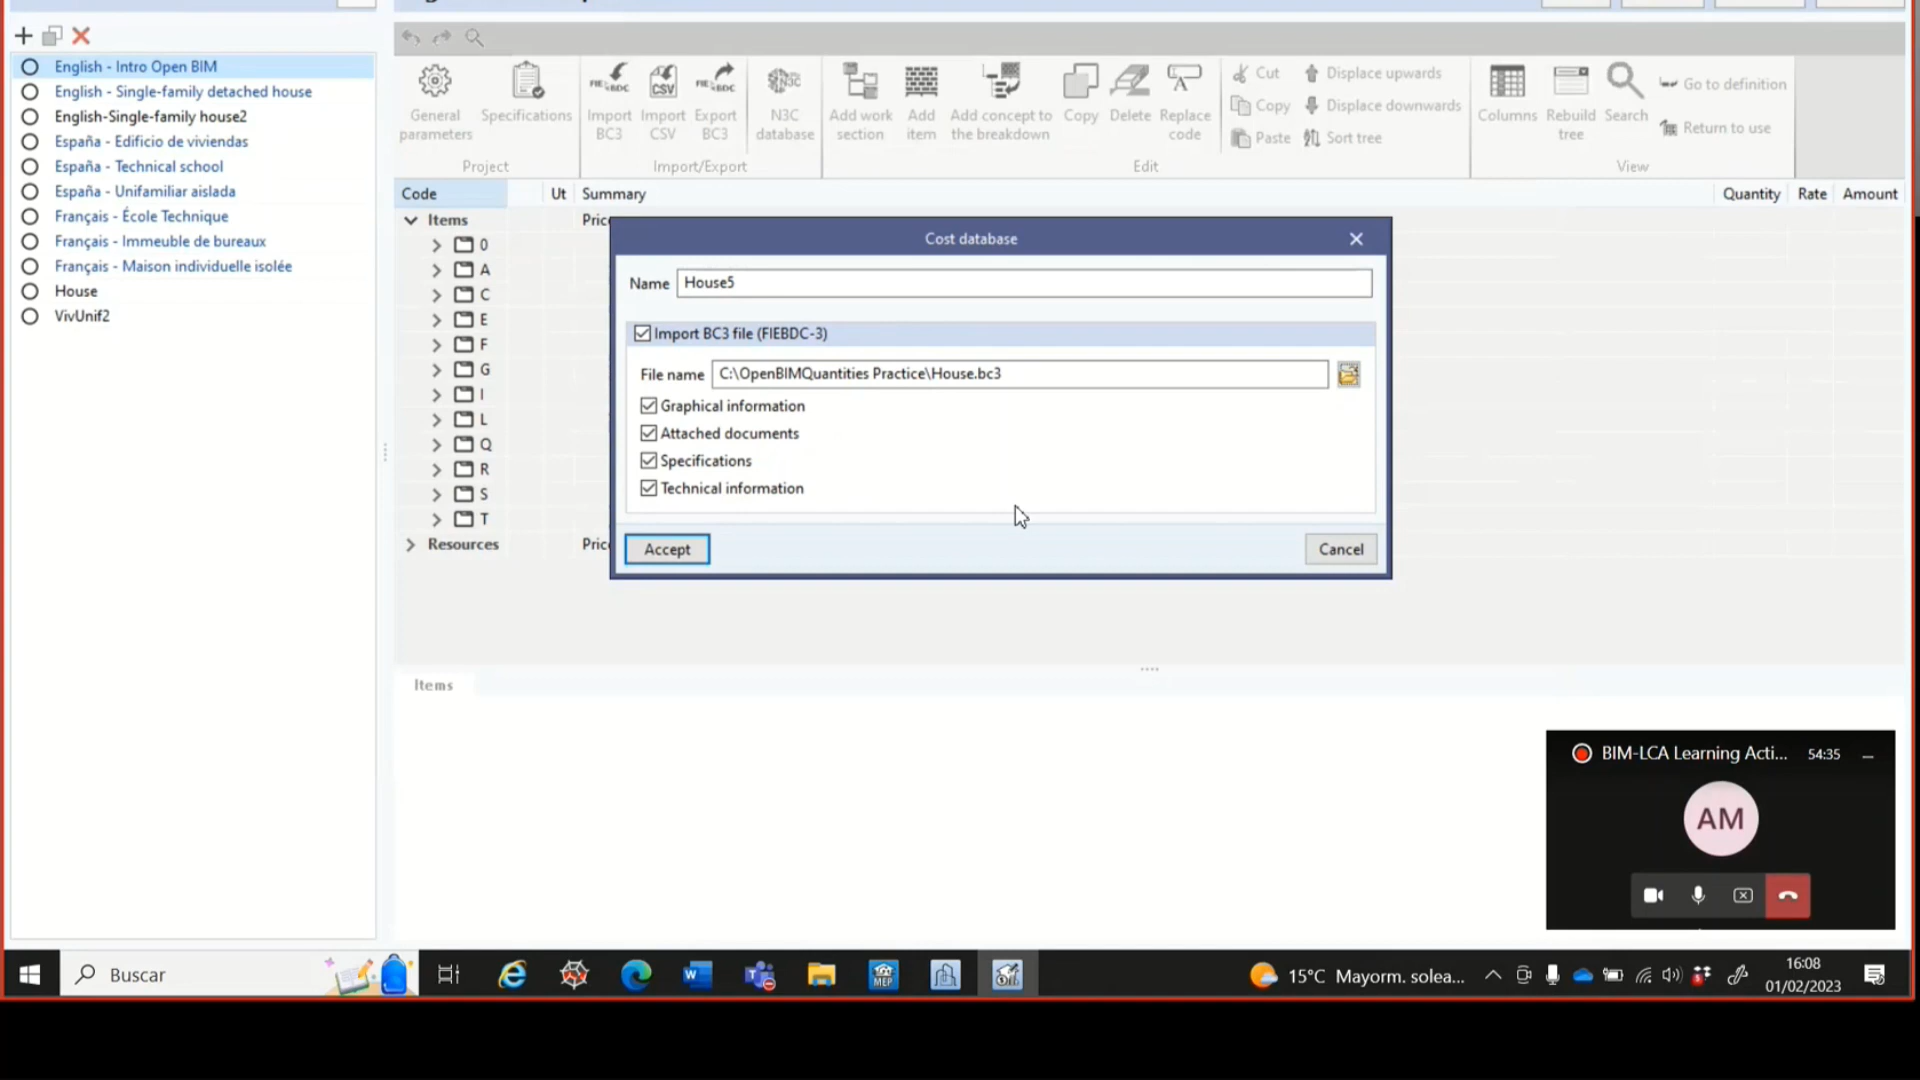 English - Intro Open BIM
English - Single-family detached house
English-Single-family house2
España - Edificio de viviendas
España - Technical school
España - Unifamiliar aislada
Français - École Technique
Français - Immeuble de bureaux
Français - Maison individuelle isolée
House
VivUnif2
General parameters
Specifications
Project
FIEBDC
Import BC3
CSV
Import CSV
FIEBDC
Export BC3
N3C
N3C database
Import/Export
Add work section
Add item
Add concept to the breakdown
Copy
Delete
Replace code
Cut
Copy
Paste
Displace upwards
Displace downwards
Sort tree
Edit
Columns
Rebuild tree
Search
Go to definition
Return to use
View
Code Ut Summary Quantity Rate Amount
Items Pric
0
A
C
E
F
G
I
L
Q
R
S
T
Resources Pric
Cost database
Name House5
Import BC3 file (FIEBDC-3)
File name C:\OpenBIMQuantities Practice\House.bc3
Graphical information
Attached documents
Specifications
Technical information
Accept Cancel
Items
BIM-LCA Learning Acti... 54:35
AM
Buscar
MEP
15°C Mayorm. solea...
16:08
01/02/2023